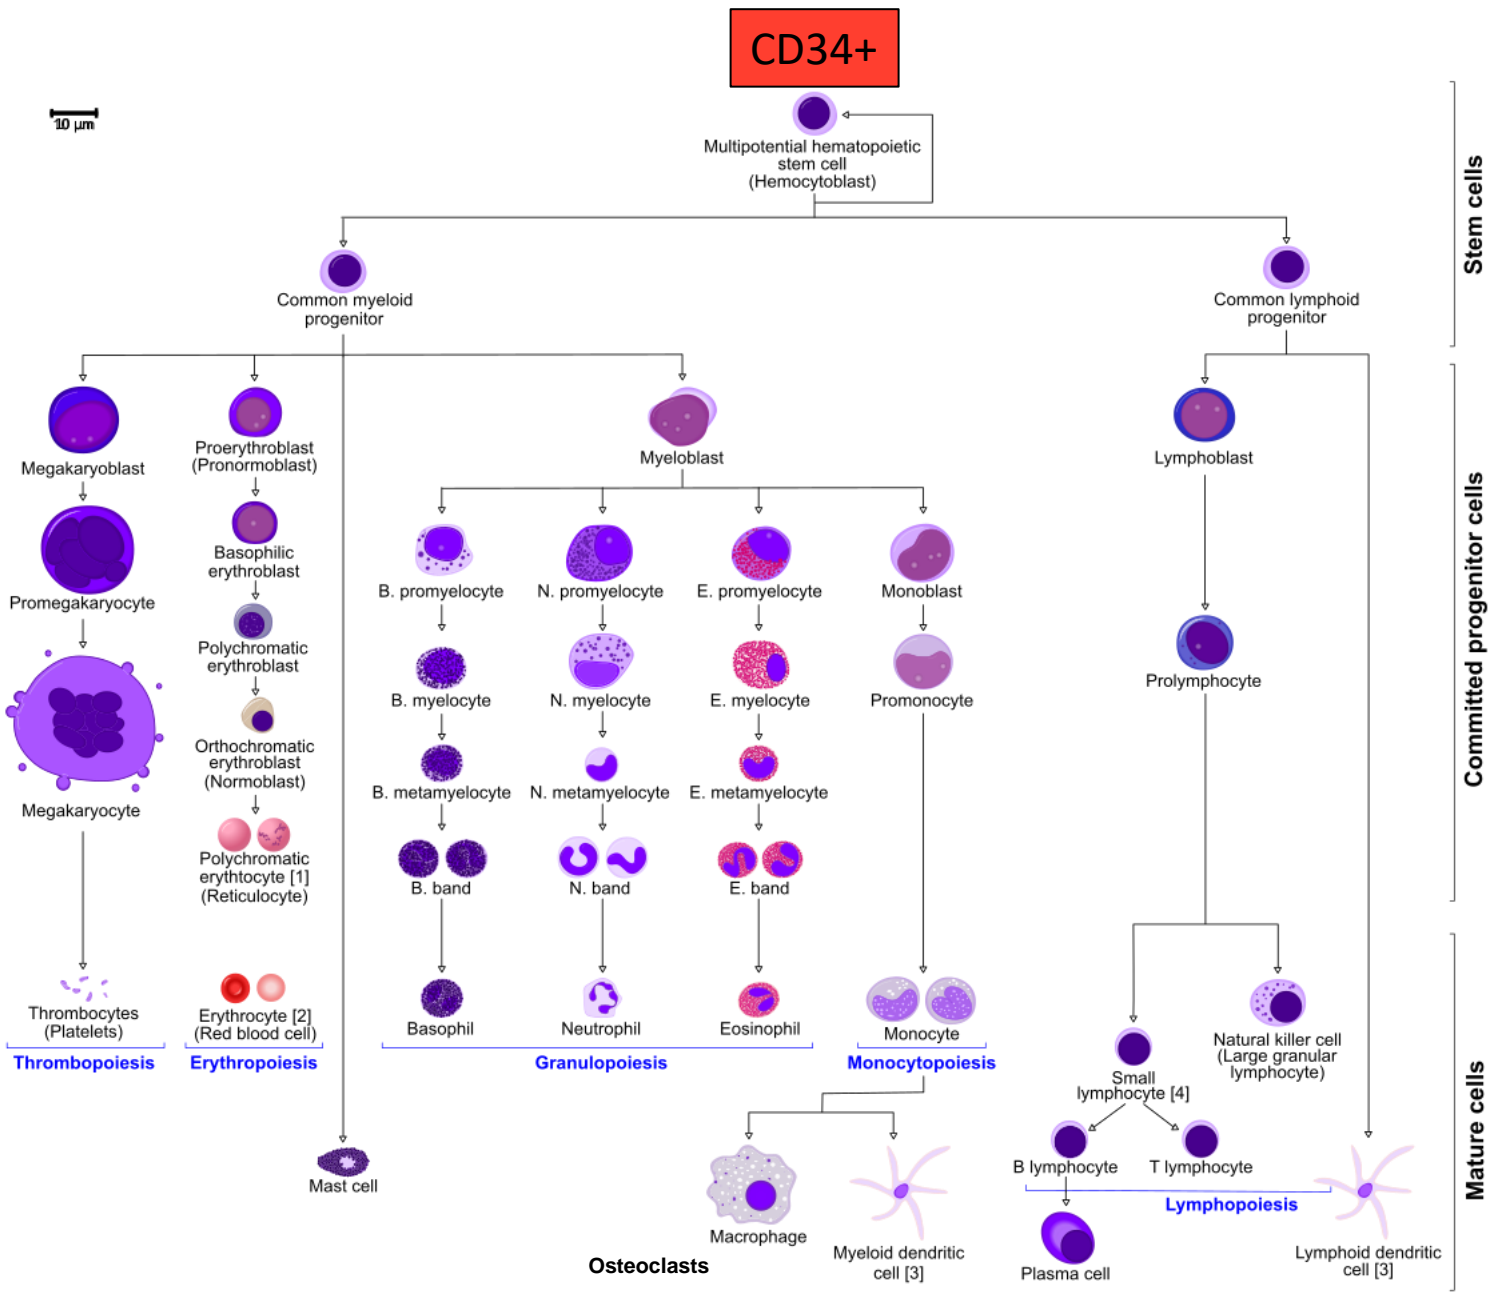 CD34+
10 µm
Multipotential hematopoietic
stem cell
(Hemocytoblast)
Stem cells
Common myeloid
progenitor
Common lymphoid
progenitor
Committed progenitor cells
Megakaryoblast
Proerythroblast
(Pronormoblast)
Myeloblast
Lymphoblast
Promegakaryocyte
Basophilic
erythroblast
B. promyelocyte
N. promyelocyte
E. promyelocyte
Monoblast
Polychromatic
erythroblast
B. myelocyte
N. myelocyte
E. myelocyte
Promonocyte
Prolymphocyte
Megakaryocyte
Orthochromatic
erythroblast
(Normoblast)
B. metamyelocyte
N. metamyelocyte
E. metamyelocyte
Polychromatic
erythtocyte [1]
(Reticulocyte)
B. band
N. band
E. band
Mature cells
Thrombocytes
(Platelets)
Erythrocyte [2]
(Red blood cell)
Basophil
Neutrophil
Eosinophil
Monocyte
Natural killer cell
(Large granular
lymphocyte)
Small
lymphocyte [4]
Thrombopoiesis
Erythropoiesis
Granulopoiesis
Monocytopoiesis
B lymphocyte
T lymphocyte
Lymphopoiesis
Mast cell
Macrophage
Myeloid dendritic
cell [3]
Osteoclasts
Plasma cell
Lymphoid dendritic
cell [3]